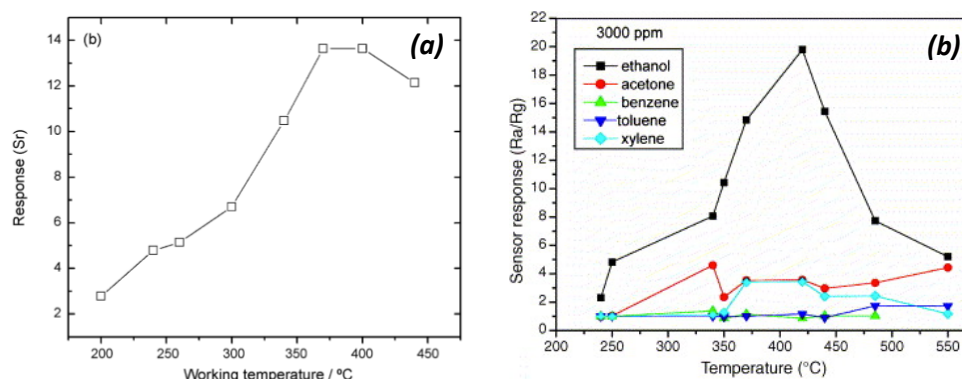 (b)
(a)
Response (Sr)
14
12
10
8
6
4
2
200 250 300 350 400 450
Working temperature / ºC
(b)
3000 ppm
ethanol
acetone
benzene
toluene
xylene
Sensor response (Ra/Rg)
22
20
18
16
14
12
10
8
6
4
2
0
200 250 300 350 400 450 500 550
Temperature (°C)